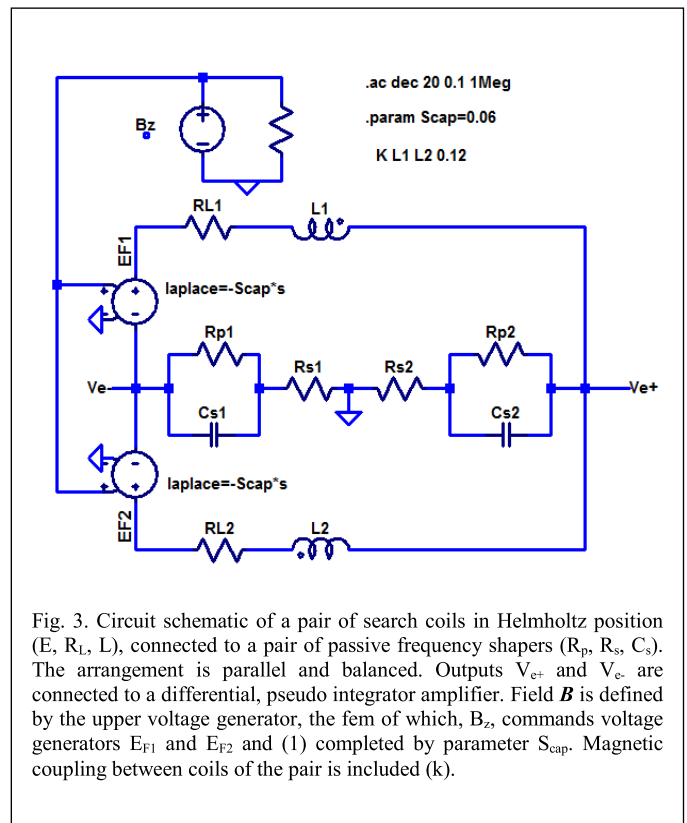 .ac dec 20 0.1 1Meg
.param Scap=0.06
K L1 L2 0.12
Bz
RL1
L1
EF1
laplace=-Scap*s
Rp1
Rs1
Rs2
Rp2
Ve-
Ve+
Cs1
Cs2
laplace=-Scap*s
EF2
RL2
L2
Fig. 3. Circuit schematic of a pair of search coils in Helmholtz position
(E, RL, L), connected to a pair of passive frequency shapers (Rp, Rs, Cs).
The arrangement is parallel and balanced. Outputs Ve+ and Ve- are
connected to a differential, pseudo integrator amplifier. Field B is defined
by the upper voltage generator, the fem of which, Bz, commands voltage
generators EF1 and EF2 and (1) completed by parameter Scap. Magnetic
coupling between coils of the pair is included (k).